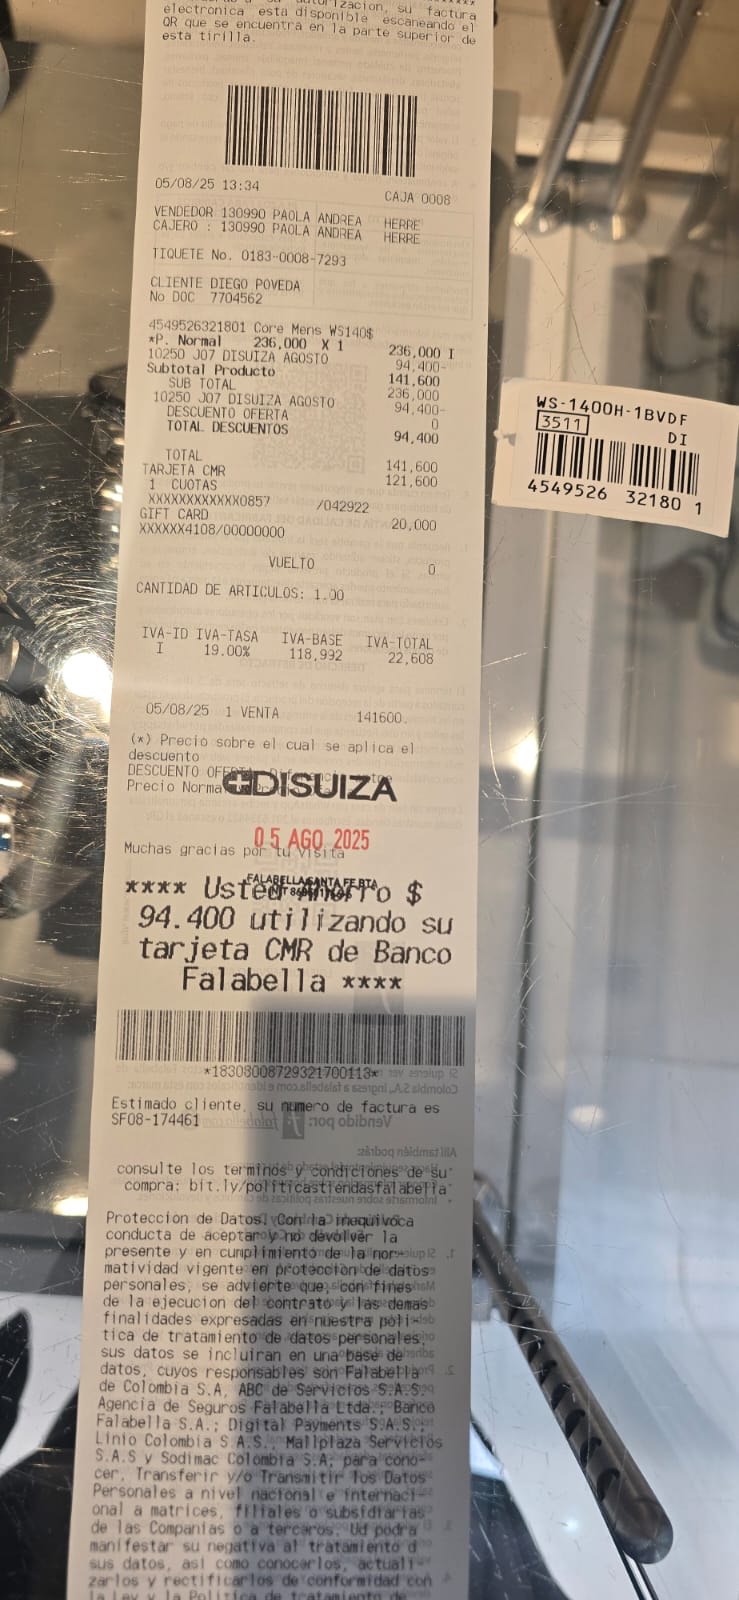 electronica esta disponible escaneando el
QR que se encuentra en la parte superior de
esta tirilla.
05/08/25 13:34 CAJA 0008
VENDEDOR 130990 PAOLA ANDREA HERRE
CAJERO : 130990 PAOLA ANDREA HERRE
TIQUETE No. 0183-0008-7293
CLIENTE DIEGO POVEDA
No DOC 7704562
4549526321801 Core Mens WS140$
*P. Normal 236,000 X 1 236,000 I
10250 J07 DISUIZA AGOSTO 94,400-
Subtotal Producto 141,600
SUB TOTAL 236,000
10250 J07 DISUIZA AGOSTO 94,400-
DESCUENTO OFERTA 0
TOTAL DESCUENTOS 94,400
TOTAL 141,600
TARJETA CMR 121,600
1 CUOTAS
XXXXXXXXXXXX0857 /042922
GIFT CARD 20,000
XXXXXX4108/00000000
VUELTO 0
CANTIDAD DE ARTICULOS: 1.00
IVA-ID IVA-TASA IVA-BASE IVA-TOTAL
I 19.00% 118,992 22,608
05/08/25 1 VENTA 141600.
(*) Precio sobre el cual se aplica el
descuento
DESCUENTO
Precio
DISUIZA
05 AGO 2025
Muchas gracias por tu visita
FALABELLA SANTA FE BTA
**** Usted Ahorro $
94.400 utilizando su
tarjeta CMR de Banco
Falabella ****
*18308008729321700113*
Estimado cliente, su numero de factura es
SF08-174461
consulte los terminos y condiciones de su
compra: bit.ly/politicastiendasfalabella
Proteccion de Datos. Con la inequivoca
conducta de aceptar y no devolver la
presente y en cumplimiento de la nor-
matividad vigente en proteccion de datos
personales, se advierte que, con fines
de la ejecucion del contrato y las demas
finalidades expresadas en nuestra poli-
tica de tratamiento de datos personales,
sus datos se incluiran en una base de
datos, cuyos responsables son Falabella
de Colombia S.A, ABC de Servicios S.A.S,
Agencia de Seguros Falabella Ltda.; Banco
Falabella S.A.; Digital Payments S.A.S.;
Linio Colombia S.A.S., Mallplaza Servicios
S.A.S y Sodimac Colombia S.A; para cono-
cer, Transferir y/o Transmitir los Datos
Personales a nivel nacional e internaci-
onal a matrices, filiales o subsidiarias
de las Companias o a terceros. Ud podra
manifestar su negativa al tratamiento d
sus datos, asi como conocerlos, actuali-
zarlos y rectificarlos de conformidad con
la Ley y la Politica de tratamiento de
WS-1400H-1BVDF
3511 DI
4549526 32180 1